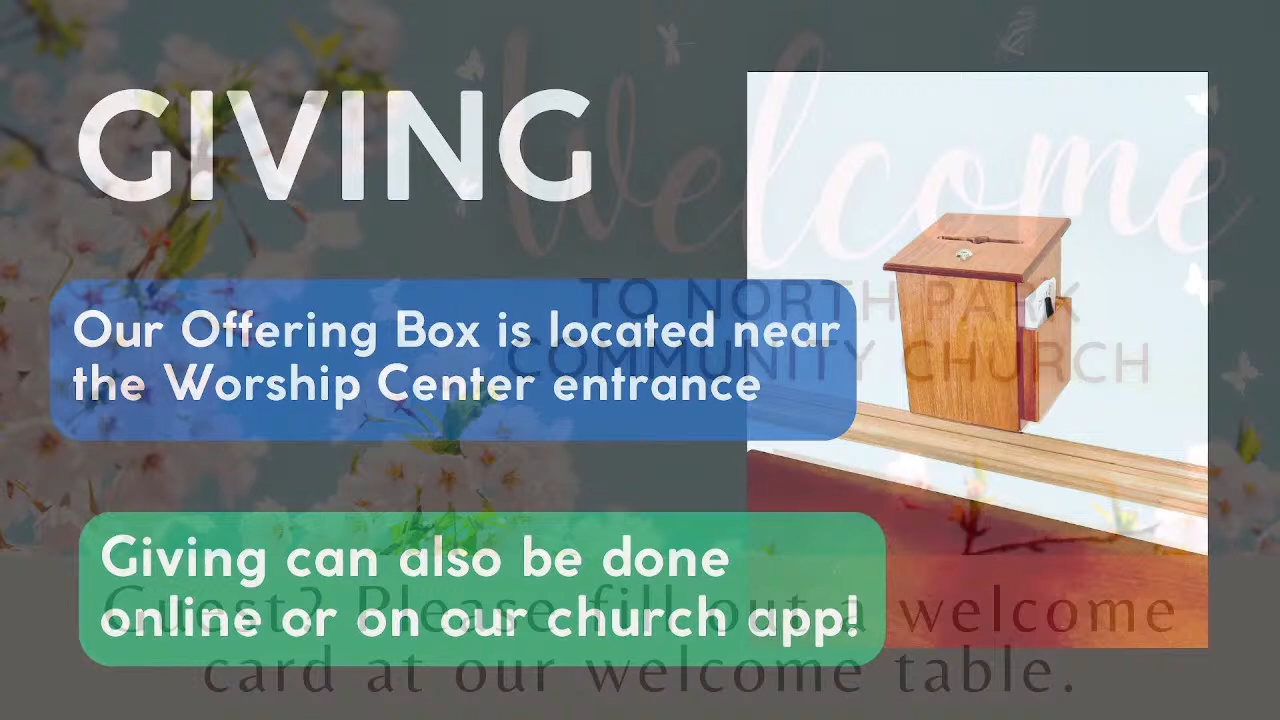 GIVING
Welcome
TO NORTH PARK
COMMUNITY CHURCH
Our Offering Box is located near
the Worship Center entrance
Giving can also be done
online or on our church app!
Guest? Please fill out a welcome
card at our welcome table.